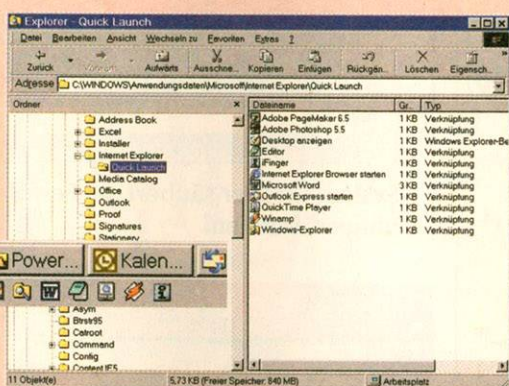 Explorer - Quick Launch
Datei Bearbeiten Ansicht Wechseln zu Favoriten Extras ?
Zurück Vorwärts Aufwärts Ausschne... Kopieren Einfügen Rückgän.. Löschen Eigensch..
Adresse C:\WINDOWS\Anwendungsdaten\Microsoft\Internet Explorer\Quick Launch
Ordner
Address Book
Excel
Installer
Internet Explorer
Quick Launch
Media Catalog
Office
Outlook
Proof
Signatures
Stationery
Power... Kalen...
Asym
Btrstr95
Catroot
Command
Config
Content.IE5
Dateiname Gr.. Typ
Adobe PageMaker 6.5 1 KB Verknüpfung
Adobe Photoshop 5.5 1 KB Verknüpfung
Desktop anzeigen 1 KB Windows Explorer-Be
Editor 1 KB Verknüpfung
iFinger 1 KB Verknüpfung
Internet Explorer Browser starten 1 KB Verknüpfung
Microsoft Word 3 KB Verknüpfung
Outlook Express starten 1 KB Verknüpfung
QuickTime Player 1 KB Verknüpfung
Winamp 1 KB Verknüpfung
Windows-Explorer 1 KB Verknüpfung
11 Objekt(e) 5,73 KB (Freier Speicher: 840 MB) Arbeitsplatz